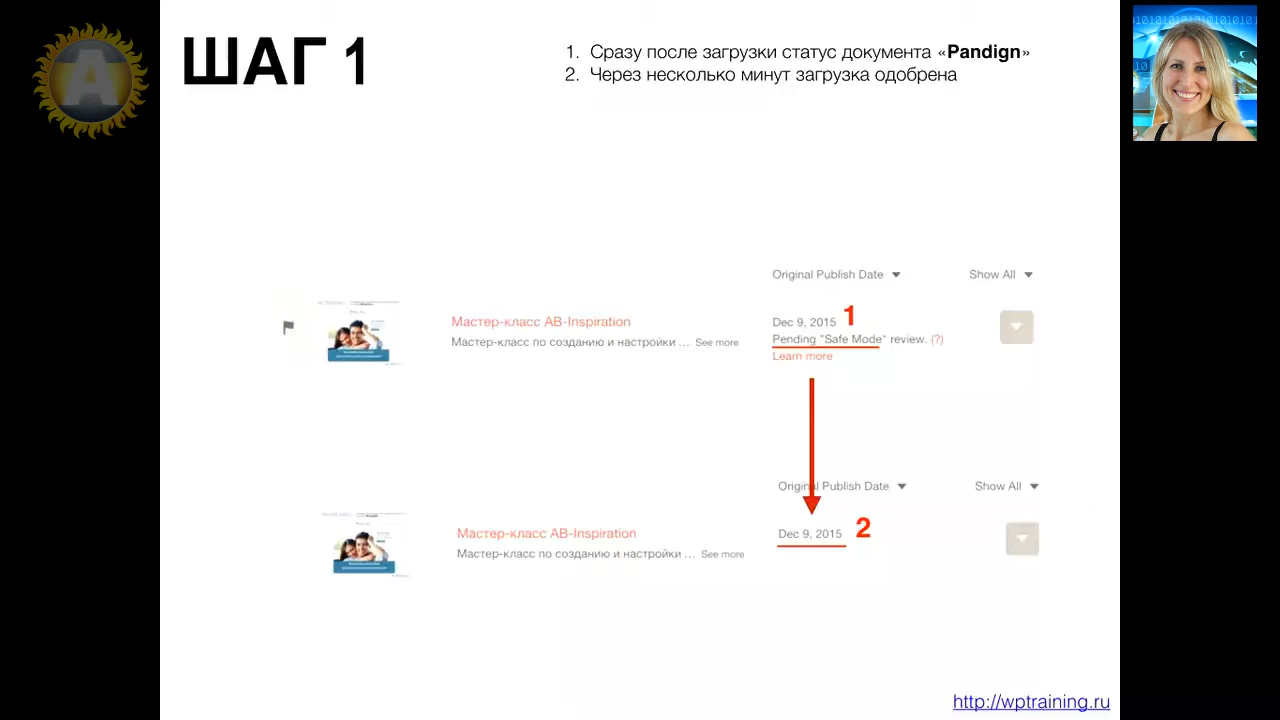 ШАГ 1
1. Сразу после загрузки статус документа «Pandign»
2. Через несколько минут загрузка одобрена
Original Publish Date
Show All
Мастер-класс AB-Inspiration
Мастер-класс по созданию и настройки ... See more
Dec 9, 2015 1
Pending "Safe Mode" review. (?)
Learn more
Original Publish Date
Show All
Мастер-класс AB-Inspiration
Мастер-класс по созданию и настройки ... See more
Dec 9, 2015 2
http://wptraining.ru